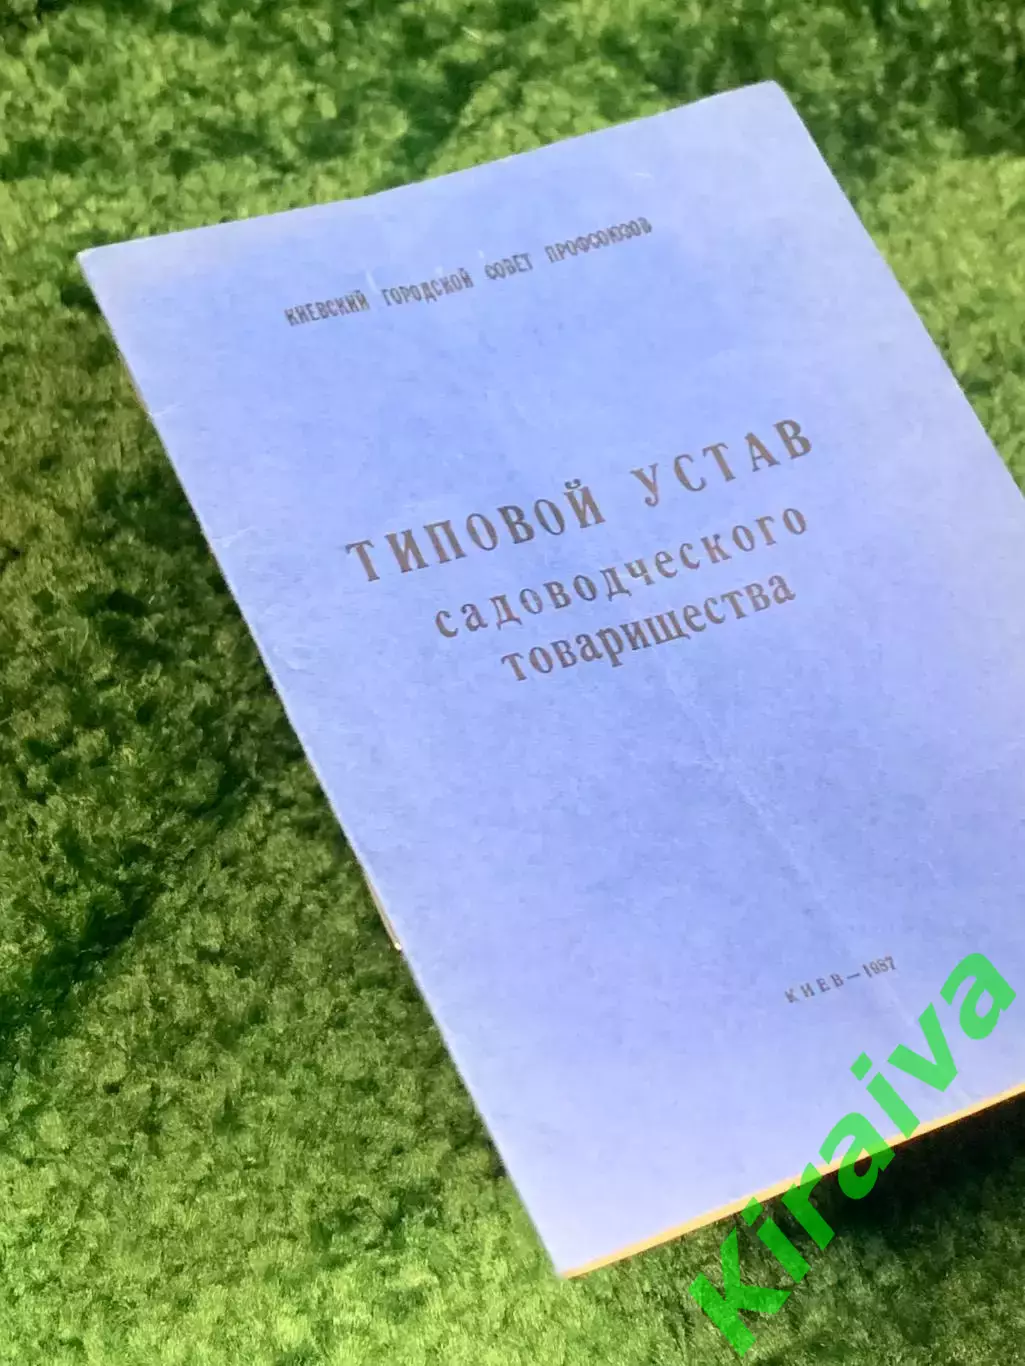 КИЕВСКИЙ ГОРОДСКОЙ СОВЕТ ПРОФСОЮЗОВ
ТИПОВОЙ УСТАВ
садоводческого
товарищества
КИЕВ—1987
Kiraiva